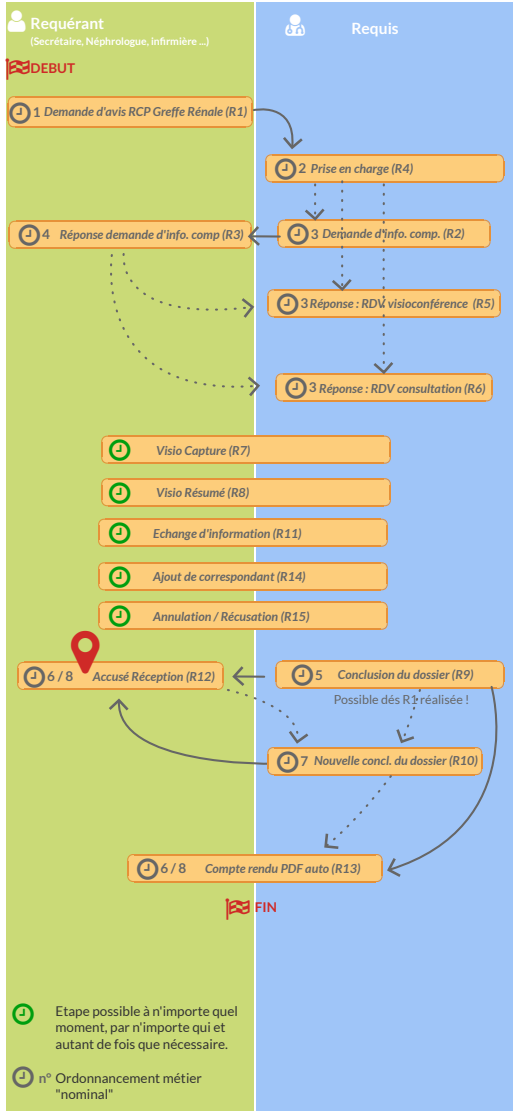 Requérant
(Secrétaire, Néphrologue, infirmière ...)
Requis
DEBUT
1 Demande d'avis RCP Greffe Rénale (R1)
2 Prise en charge (R4)
4 Réponse demande d'info. comp (R3)
3 Demande d'info. comp. (R2)
3 Réponse : RDV visioconférence (R5)
3 Réponse : RDV consultation (R6)
Visio Capture (R7)
Visio Résumé (R8)
Echange d'information (R11)
Ajout de correspondant (R14)
Annulation / Récusation (R15)
6 / 8 Accusé Réception (R12)
5 Conclusion du dossier (R9)
Possible dés R1 réalisée !
7 Nouvelle concl. du dossier (R10)
6 / 8 Compte rendu PDF auto (R13)
FIN
Etape possible à n'importe quel
moment, par n'importe qui et
autant de fois que nécessaire.
n° Ordonnancement métier
"nominal"